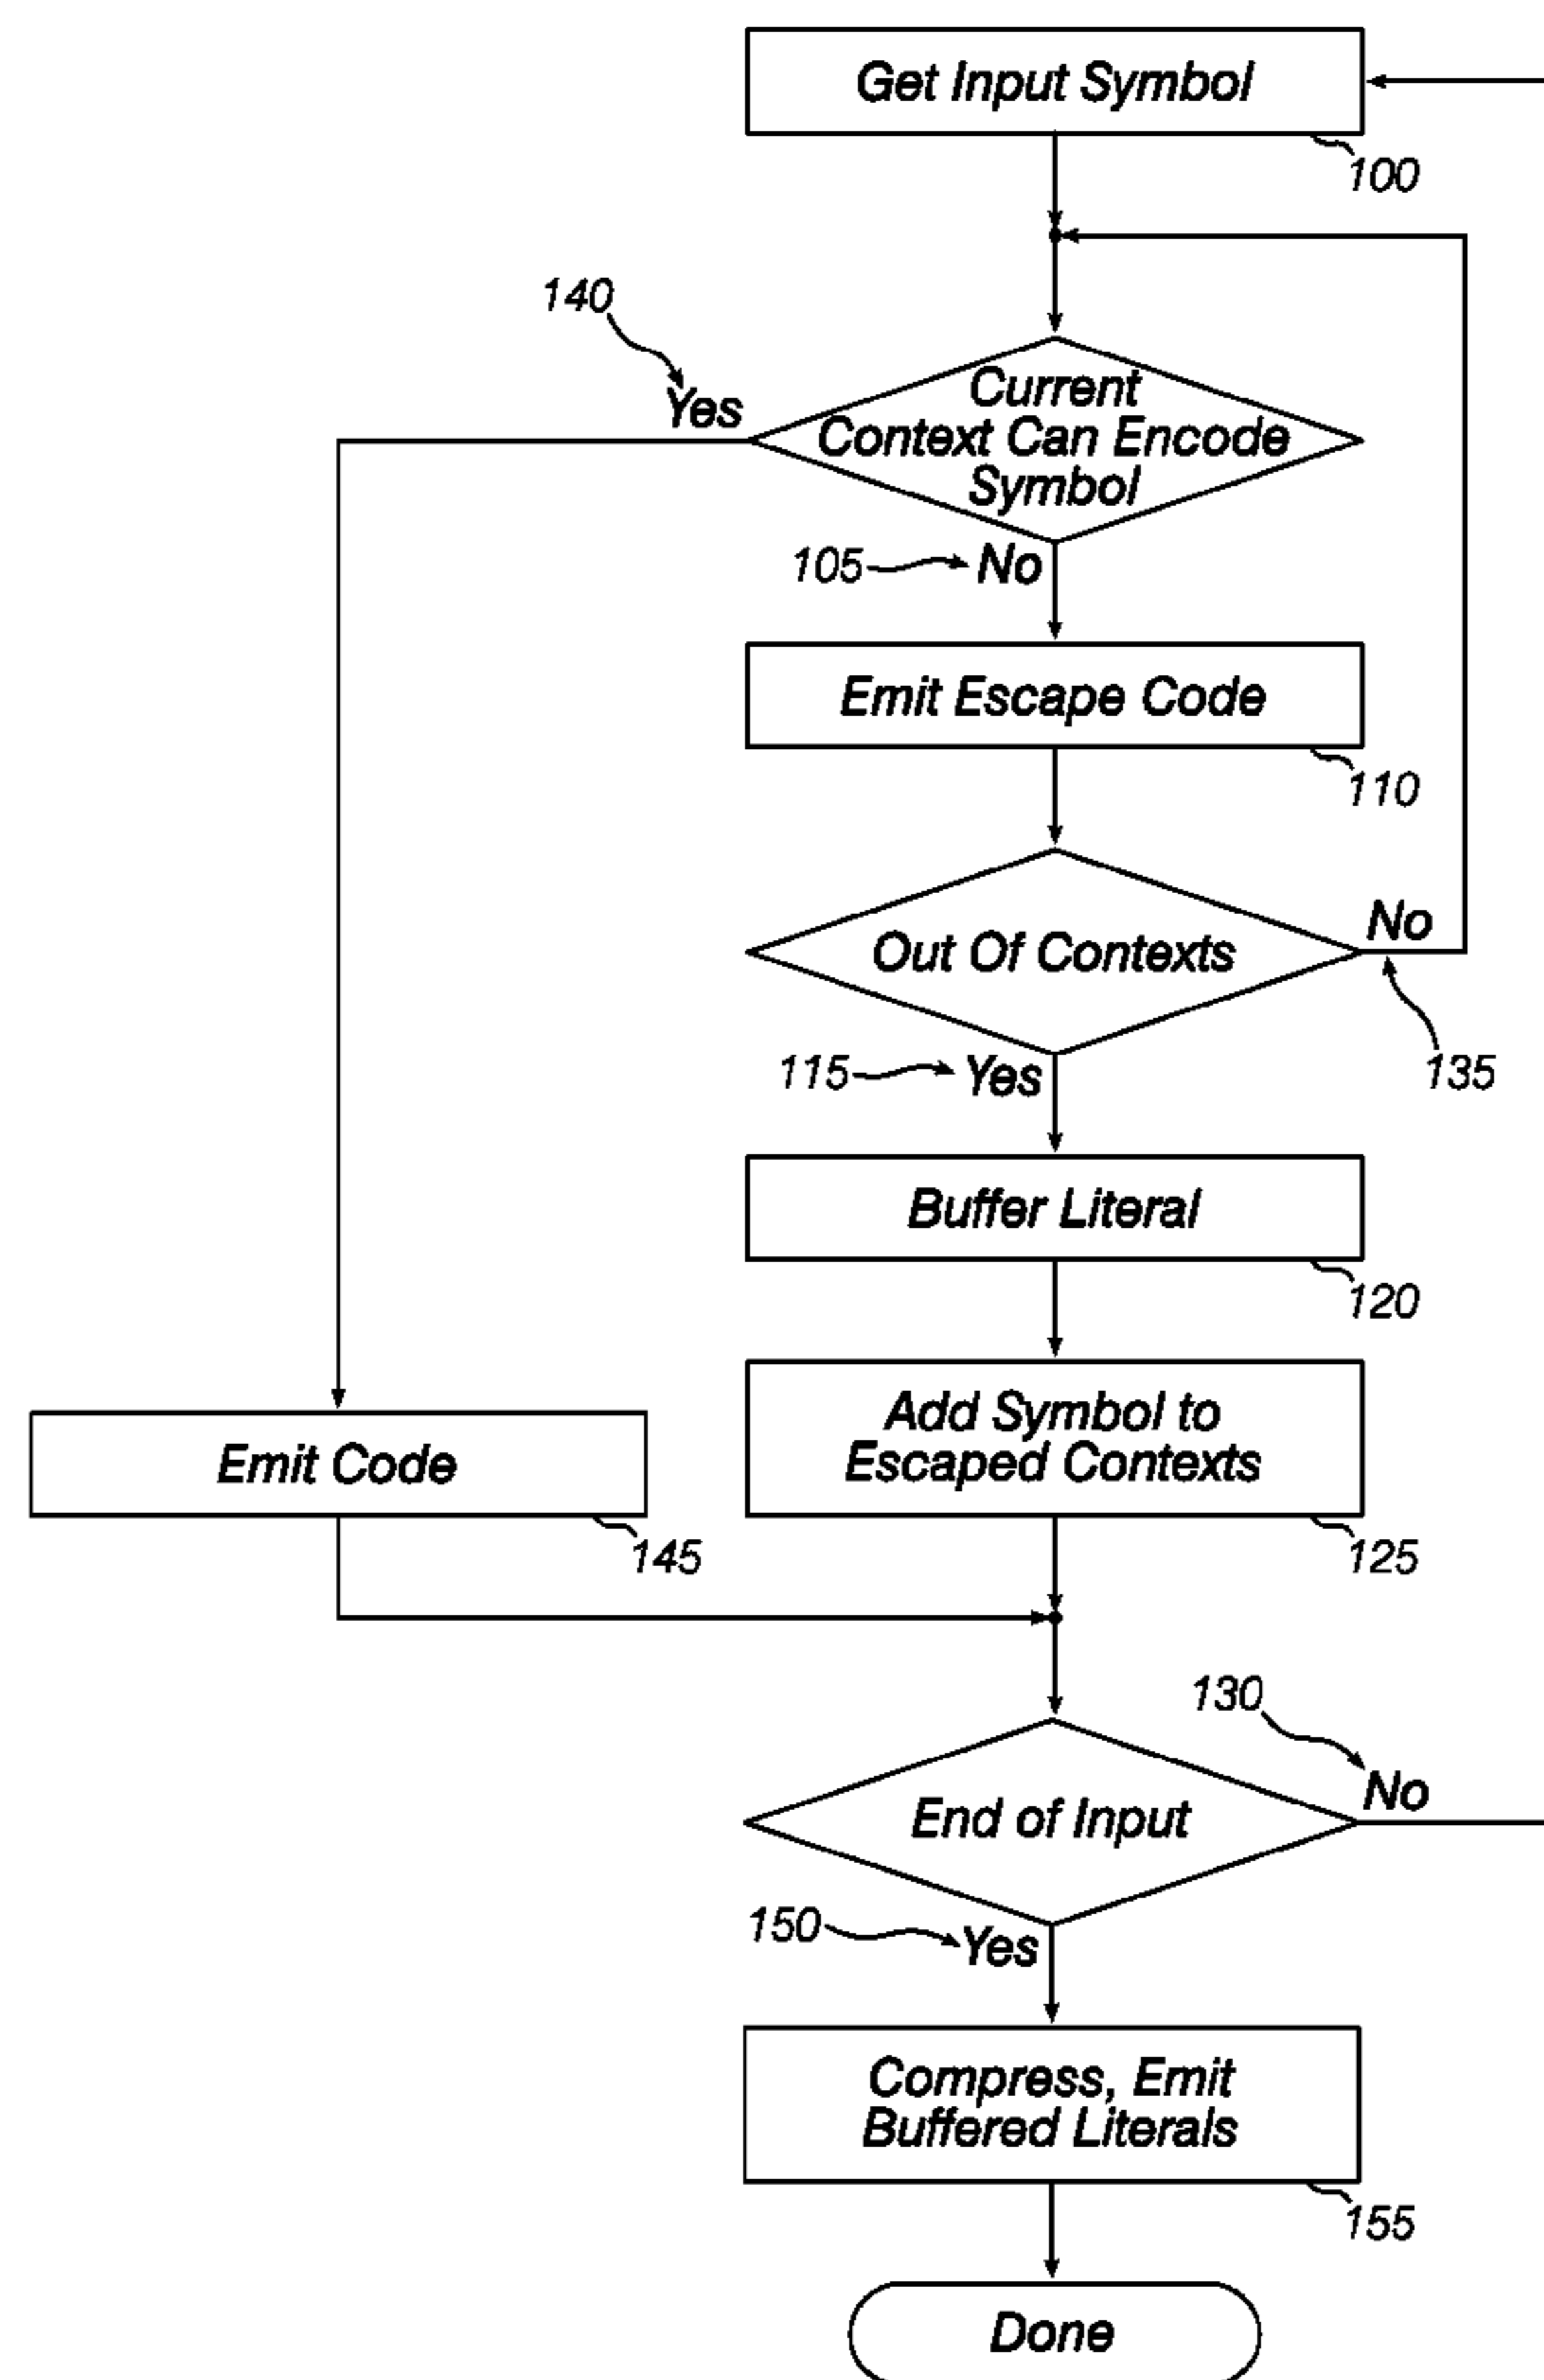 Get Input Symbol
100
140
Yes
Current
Context Can Encode
Symbol
105
No
Emit Escape Code
110
No
Out Of Contexts
135
115
Yes
Buffer Literal
120
Add Symbol to
Escaped Contexts
125
Emit Code
145
130
No
End of Input
150
Yes
Compress, Emit
Buffered Literals
155
Done